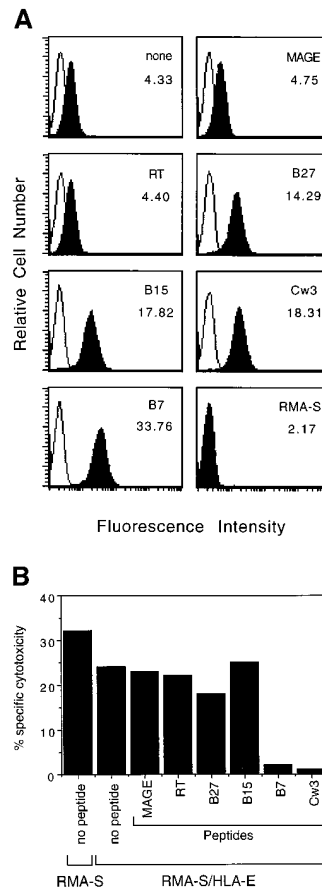 A
none
4.33
MAGE
4.75
RT
4.40
B27
14.29
B15
17.82
Cw3
18.31
B7
33.76
RMA-S
2.17
Relative Cell Number
Fluorescence Intensity
B
% specific cytotoxicity
40
30
20
10
0
no peptide
no peptide
MAGE
RT
B27
B15
B7
Cw3
Peptides
RMA-S
RMA-S/HLA-E